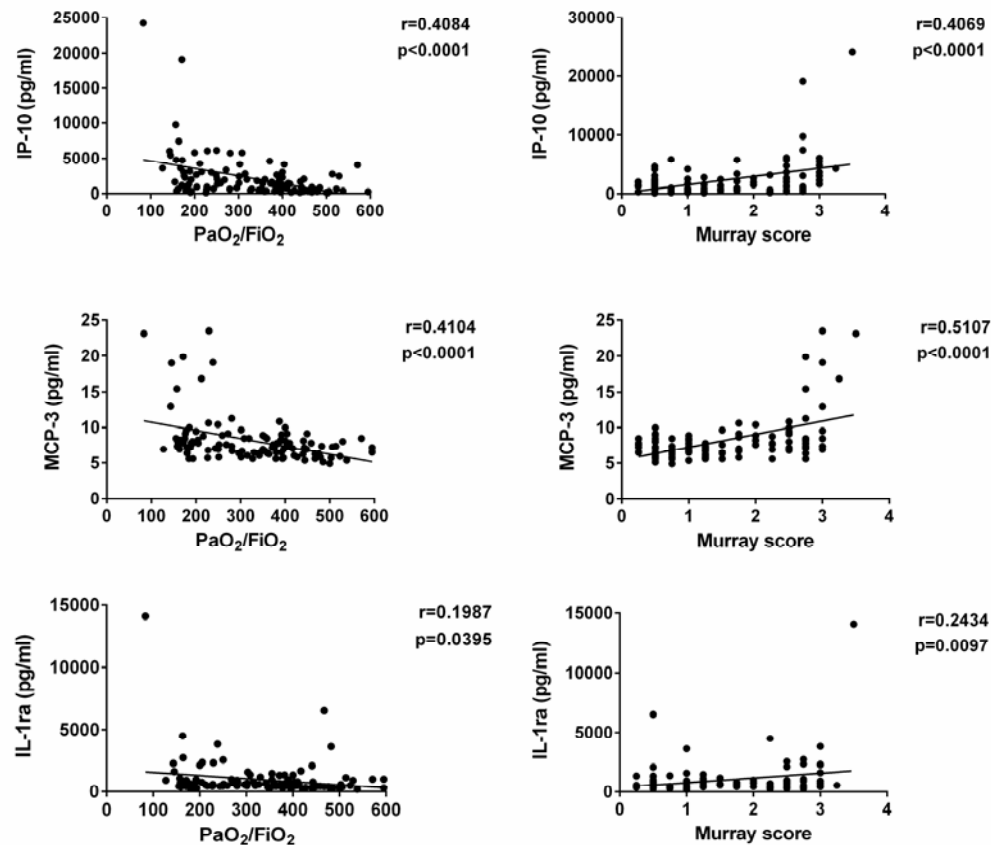 IP-10 (pg/ml)
25000
20000
15000
10000
5000
0
0 100 200 300 400 500 600
PaO₂/FiO₂
r=0.4084
p<0.0001
IP-10 (pg/ml)
30000
20000
10000
0
0 1 2 3 4
Murray score
r=0.4069
p<0.0001
MCP-3 (pg/ml)
25
20
15
10
5
0
0 100 200 300 400 500 600
PaO₂/FiO₂
r=0.4104
p<0.0001
MCP-3 (pg/ml)
25
20
15
10
5
0
0 1 2 3 4
Murray score
r=0.5107
p<0.0001
IL-1ra (pg/ml)
15000
10000
5000
0
0 100 200 300 400 500 600
PaO₂/FiO₂
r=0.1987
p=0.0395
IL-1ra (pg/ml)
15000
10000
5000
0
0 1 2 3 4
Murray score
r=0.2434
p=0.0097